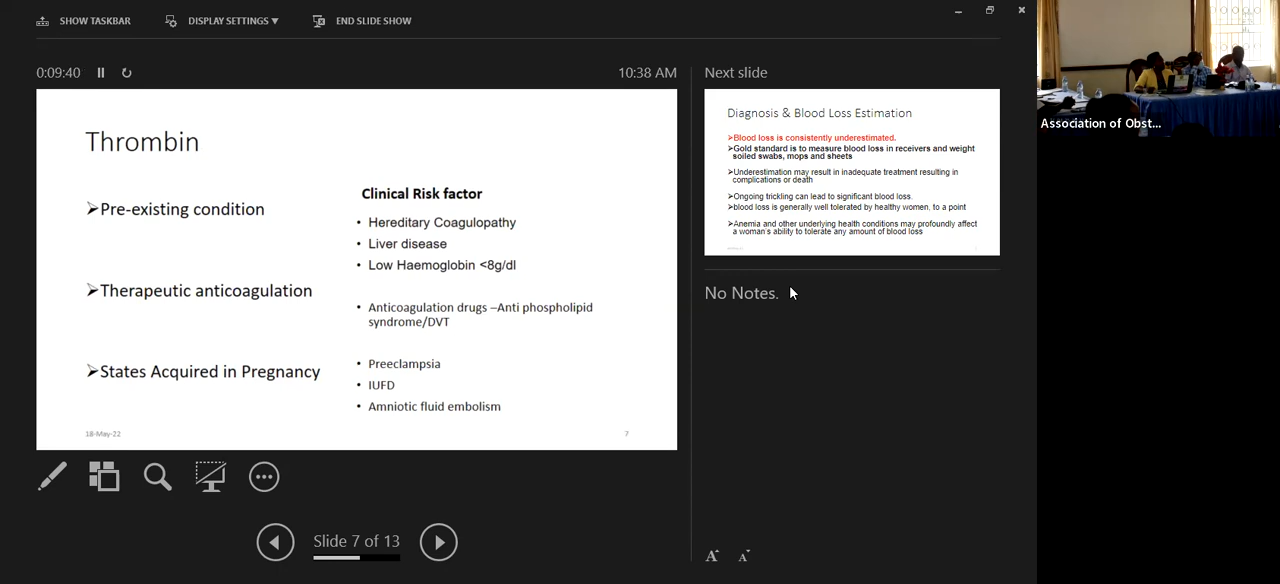 SHOW TASKBAR
DISPLAY SETTINGS ▼
END SLIDE SHOW
0:09:40
10:38 AM
Thrombin
➢Pre-existing condition
➢Therapeutic anticoagulation
➢States Acquired in Pregnancy
Clinical Risk factor
• Hereditary Coagulopathy
• Liver disease
• Low Haemoglobin <8g/dl
• Anticoagulation drugs –Anti phospholipid
syndrome/DVT
• Preeclampsia
• IUFD
• Amniotic fluid embolism
18-May-22
7
Slide 7 of 13
Next slide
Diagnosis & Blood Loss Estimation
➢Blood loss is consistently underestimated.
➢Gold standard is to measure blood loss in receivers and weight
soiled swabs, mops and sheets
➢Underestimation may result in inadequate treatment resulting in
complications or death
➢Ongoing trickling can lead to significant blood loss.
➢blood loss is generally well tolerated by healthy women, to a point
➢Anemia and other underlying health conditions may profoundly affect
a woman's ability to tolerate any amount of blood loss
No Notes.
A A
Association of Obst...